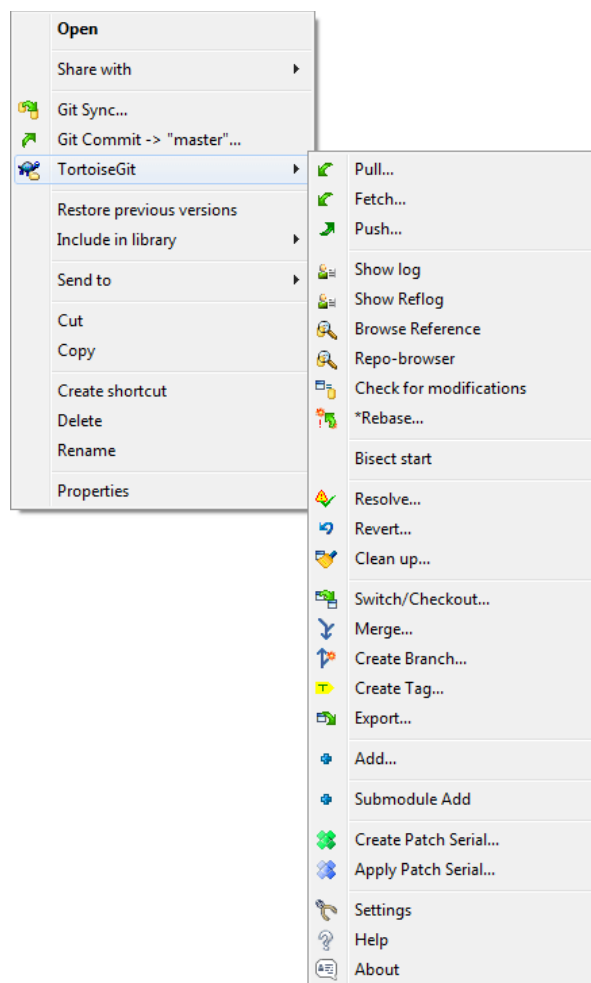 Open
Share with
Git Sync...
Git Commit -> "master"...
TortoiseGit
Restore previous versions
Include in library
Send to
Cut
Copy
Create shortcut
Delete
Rename
Properties
Pull...
Fetch...
Push...
Show log
Show Reflog
Browse Reference
Repo-browser
Check for modifications
*Rebase...
Bisect start
Resolve...
Revert...
Clean up...
Switch/Checkout...
Merge...
Create Branch...
Create Tag...
Export...
Add...
Submodule Add
Create Patch Serial...
Apply Patch Serial...
Settings
Help
About